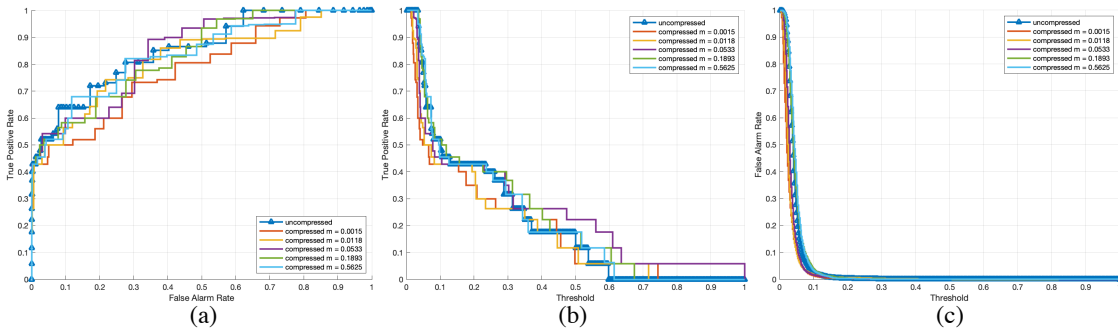 True Positive Rate
1
0.9
0.8
0.7
0.6
0.5
0.4
0.3
0.2
0.1
0
0 0.1 0.2 0.3 0.4 0.5 0.6 0.7 0.8 0.9 1
False Alarm Rate
uncompressed
compressed m = 0.0015
compressed m = 0.0118
compressed m = 0.0533
compressed m = 0.1893
compressed m = 0.5625
(a)
True Positive Rate
1
0.9
0.8
0.7
0.6
0.5
0.4
0.3
0.2
0.1
0
0 0.1 0.2 0.3 0.4 0.5 0.6 0.7 0.8 0.9 1
Threshold
uncompressed
compressed m = 0.0015
compressed m = 0.0118
compressed m = 0.0533
compressed m = 0.1893
compressed m = 0.5625
(b)
False Alarm Rate
1
0.9
0.8
0.7
0.6
0.5
0.4
0.3
0.2
0.1
0
0 0.1 0.2 0.3 0.4 0.5 0.6 0.7 0.8 0.9
Threshold
uncompressed
compressed m = 0.0015
compressed m = 0.0118
compressed m = 0.0533
compressed m = 0.1893
compressed m = 0.5625
(c)